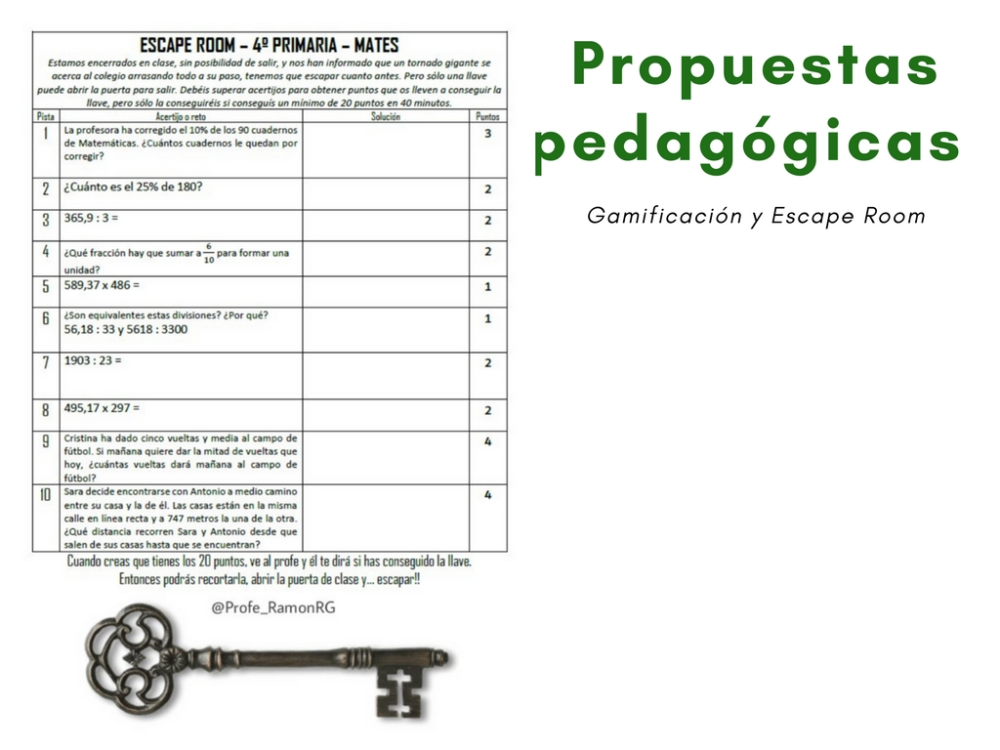 ESCAPE ROOM – 4º PRIMARIA – MATES
Estamos encerrados en clase, sin posibilidad de salir, y nos han informado que un tornado gigante se
acerca al colegio arrasando todo a su paso, tenemos que escapar cuanto antes. Pero sólo una llave
puede abrir la puerta para salir. Debéis superar acertijos para obtener puntos que os lleven a conseguir la
llave, pero sólo la conseguiréis si conseguís un mínimo de 20 puntos en 40 minutos.
Pista Acertijo o reto Solución Puntos
1 La profesora ha corregido el 10% de los 90 cuadernos
de Matemáticas. ¿Cuántos cuadernos le quedan por 3
corregir?
2 ¿Cuánto es el 25% de 180? 2
3 365,9 : 3 = 2
4 ¿Qué fracción hay que sumar a 6/10 para formar una 2
unidad?
5 589,37 x 486 = 1
6 ¿Son equivalentes estas divisiones? ¿Por qué? 1
56,18 : 33 y 5618 : 3300
7 1903 : 23 = 2
8 495,17 x 297 = 2
9 Cristina ha dado cinco vueltas y media al campo de 4
fútbol. Si mañana quiere dar la mitad de vueltas que
hoy, ¿cuántas vueltas dará mañana al campo de
fútbol?
10 Sara decide encontrarse con Antonio a medio camino 4
entre su casa y la de él. Las casas están en la misma
calle en línea recta y a 747 metros la una de la otra.
¿Qué distancia recorren Sara y Antonio desde que
salen de sus casas hasta que se encuentran?
Cuando creas que tienes los 20 puntos, ve al profe y él te dirá si has conseguido la llave.
Entonces podrás recortarla, abrir la puerta de clase y... escapar!!
@Profe_RamonRG
Propuestas
pedagógicas
Gamificación y Escape Room